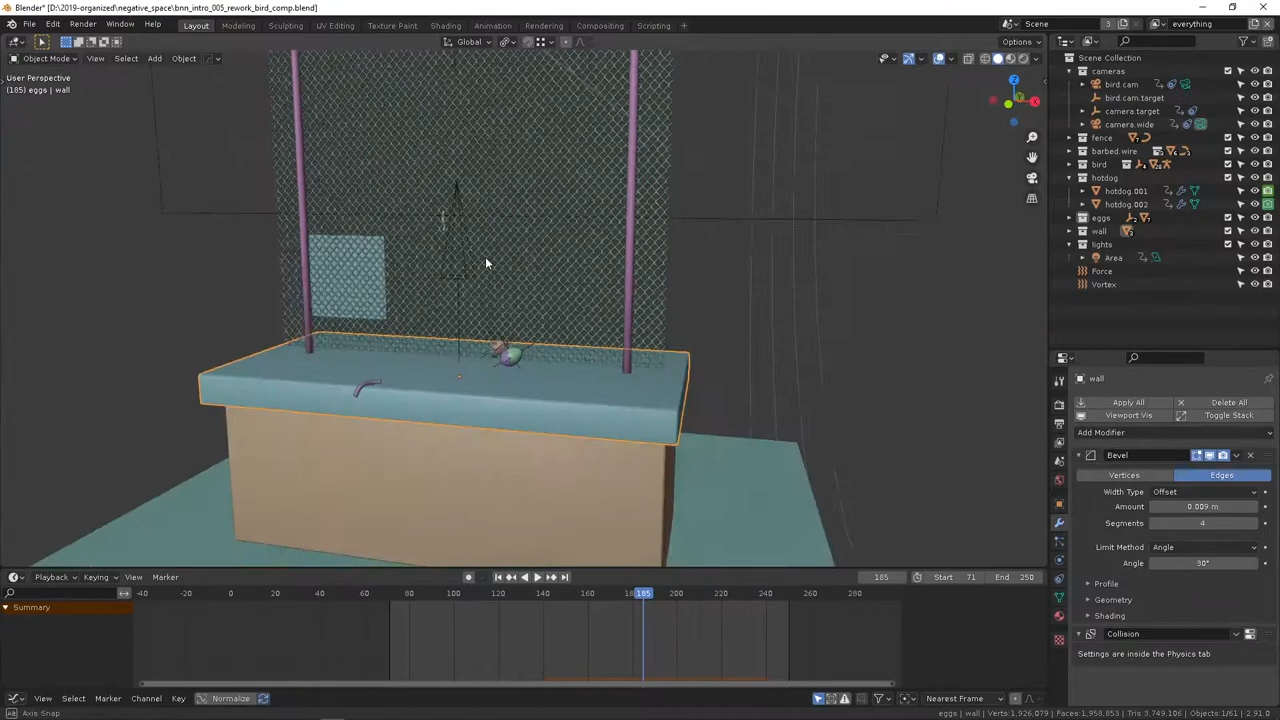 Blender* [D:\2019-organized\negative_space\bnn_intro_005_rework_bird_comp.blend]
File Edit Render Window Help Layout Modeling Sculpting UV Editing Texture Paint Shading Animation Rendering Compositing Scripting + Scene 3 everything
Global Options
Object Mode View Select Add Object
User Perspective
(185) eggs | wall
Z
X
Y
Scene Collection
cameras
bird.cam
bird.cam.target
camera.target
camera.wide
fence
barbed.wire
bird
hotdog
hotdog.001
hotdog.002
eggs
wall
lights
Area
Force
Vortex
wall
Apply All Delete All
Viewport Vis Toggle Stack
Add Modifier
Bevel
Vertices Edges
Width Type Offset
Amount 0.009 m
Segments 4
Limit Method Angle
Angle 30°
Profile
Geometry
Shading
Collision
Settings are inside the Physics tab
Playback Keying View Marker 185 Start 71 End 250
-40 -20 0 20 40 60 80 100 120 140 160 18 185 200 220 240 260 280
Summary
View Select Marker Channel Key Normalize Nearest Frame
Axis Snap
eggs | wall | Verts:1,926,079 | Faces:1,958,853 | Tris:3,749,106 | Objects:1/61 | 2.91.0